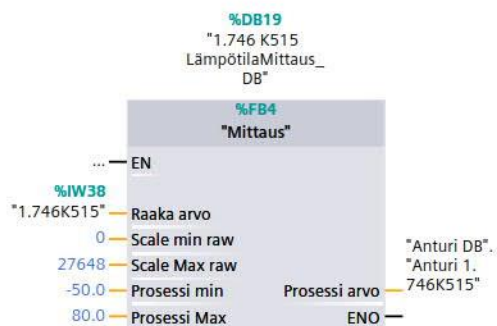 %DB19
"1.746 K515
LämpötilaMittaus_
DB"
%FB4
"Mittaus"
... EN
%IW38
"1.746K515" Raaka arvo
0 Scale min raw
27648 Scale Max raw
-50.0 Prosessi min
80.0 Prosessi Max
"Anturi DB".
"Anturi 1.
Prosessi arvo 746K515"
ENO